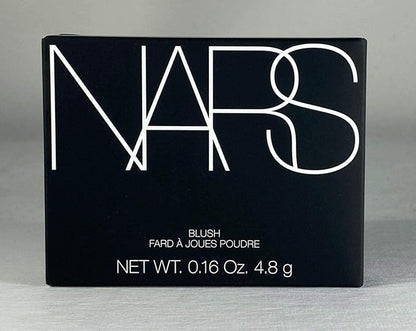 NARS
BLUSH
FARD À JOUES POUDRE
NET WT. 0.16 Oz. 4.8 g